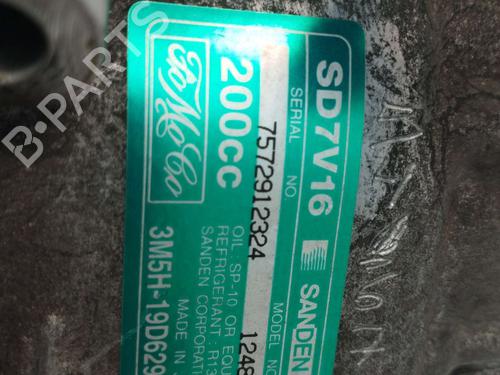 SD7V16 SANDEN
SERIAL NO. MODEL NO
7572912324 1248
200cc
OIL: SP-10 OR EQU
REFRIGERANT: R13
SANDEN CORPORAT
MADE IN
FoMoCo
3M5H-19D629
B-PARTS